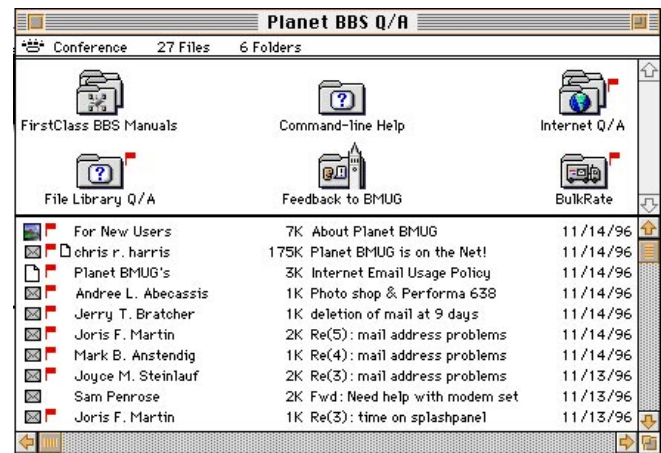 Planet BBS Q/A
Conference 27 Files 6 Folders
FirstClass BBS Manuals Command-line Help Internet Q/A
File Library Q/A Feedback to BMUG BulkRate
For New Users 7K About Planet BMUG 11/14/96
chris r. harris 175K Planet BMUG is on the Net! 11/14/96
Planet BMUG's 3K Internet Email Usage Policy 11/14/96
Andree L. Abecassis 1K Photo shop & Performa 638 11/14/96
Jerry T. Bratcher 1K deletion of mail at 9 days 11/14/96
Joris F. Martin 2K Re(5): mail address problems 11/14/96
Mark B. Anstendig 1K Re(4): mail address problems 11/14/96
Joyce M. Steinlauf 2K Re(3): mail address problems 11/13/96
Sam Penrose 2K Fwd: Need help with modem set 11/13/96
Joris F. Martin 1K Re(3): time on splashpanel 11/13/96